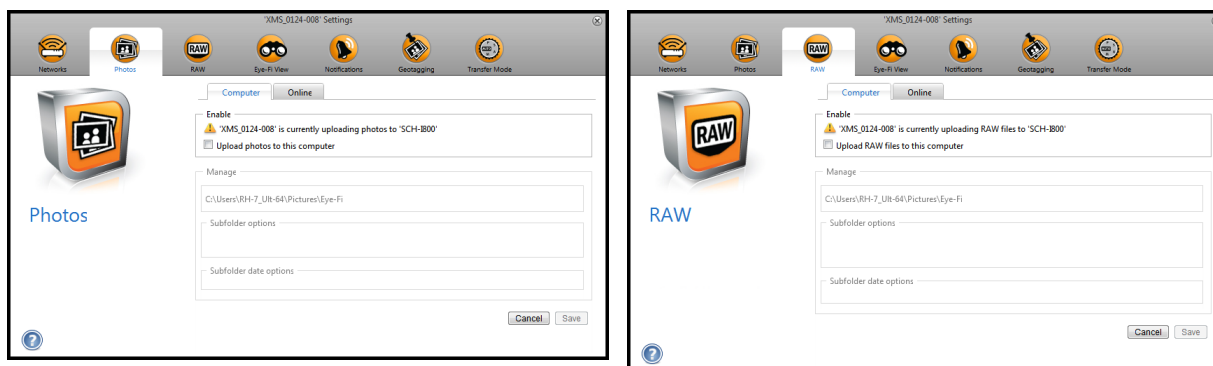 'XMS_0124-008' Settings
Networks Photos RAW Eye-Fi View Notifications Geotagging Transfer Mode
Computer Online
Enable
'XMS_0124-008' is currently uploading photos to 'SCH-I800'
Upload photos to this computer
Manage
C:\Users\RH-7_Ult-64\Pictures\Eye-Fi
Photos
Subfolder options
Subfolder date options
Cancel Save
?
'XMS_0124-008' Settings
Networks Photos RAW Eye-Fi View Notifications Geotagging Transfer Mode
Computer Online
RAW
Enable
'XMS_0124-008' is currently uploading RAW files to 'SCH-I800'
Upload RAW files to this computer
Manage
C:\Users\RH-7_Ult-64\Pictures\Eye-Fi
RAW
Subfolder options
Subfolder date options
Cancel Save
?